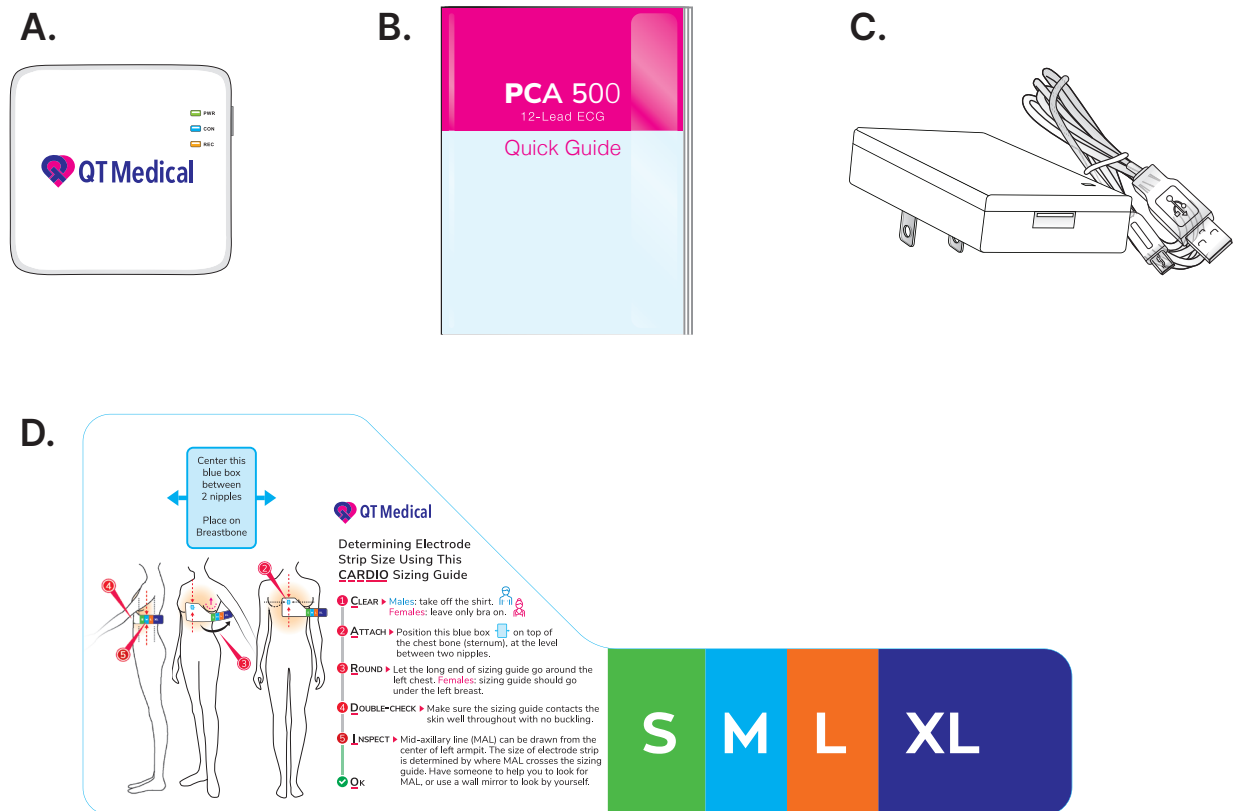 A.
PWR
CON
REC
QT Medical
B.
PCA 500
12-Lead ECG
Quick Guide
C.
D.
Center this
blue box
between
2 nipples
Place on
Breastbone
QT Medical
Determining Electrode
Strip Size Using This
CARDIO Sizing Guide
1 CLEAR ▶ Males: take off the shirt.
Females: leave only bra on.
2 ATTACH ▶ Position this blue box on top of
the chest bone (sternum), at the level
between two nipples.
3 ROUND ▶ Let the long end of sizing guide go around the
left chest. Females: sizing guide should go
under the left breast.
4 DOUBLE-CHECK ▶ Make sure the sizing guide contacts the
skin well throughout with no buckling.
5 INSPECT ▶ Mid-axillary line (MAL) can be drawn from the
center of left armpit. The size of electrode strip
is determined by where MAL crosses the sizing
guide. Have someone to help you to look for
MAL, or use a wall mirror to look by yourself.
OK
4
5
3
2
S M L XL